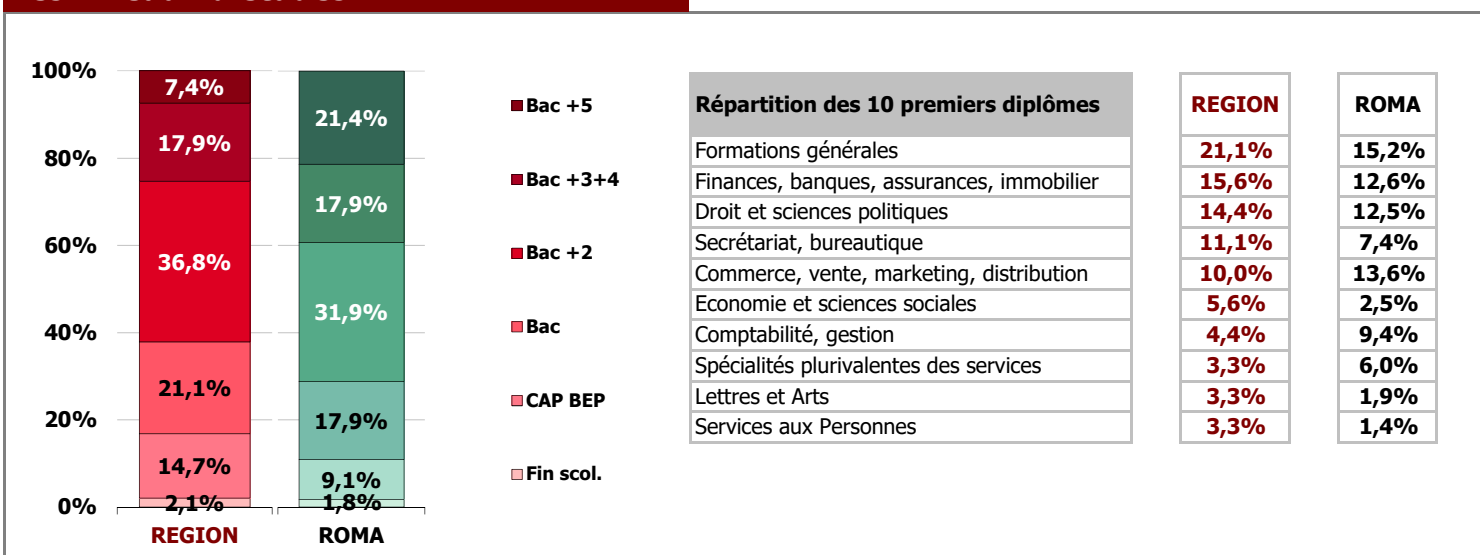 100%
80%
60%
40%
20%
0%
7,4%
17,9%
36,8%
21,1%
14,7%
2,1%
REGION
21,4%
17,9%
31,9%
17,9%
9,1%
1,8%
ROMA
Bac +5
Bac +3+4
Bac +2
Bac
CAP BEP
Fin scol.
Répartition des 10 premiers diplômes REGION ROMA
Formations générales 21,1% 15,2%
Finances, banques, assurances, immobilier 15,6% 12,6%
Droit et sciences politiques 14,4% 12,5%
Secrétariat, bureautique 11,1% 7,4%
Commerce, vente, marketing, distribution 10,0% 13,6%
Economie et sciences sociales 5,6% 2,5%
Comptabilité, gestion 4,4% 9,4%
Spécialités plurivalentes des services 3,3% 6,0%
Lettres et Arts 3,3% 1,9%
Services aux Personnes 3,3% 1,4%